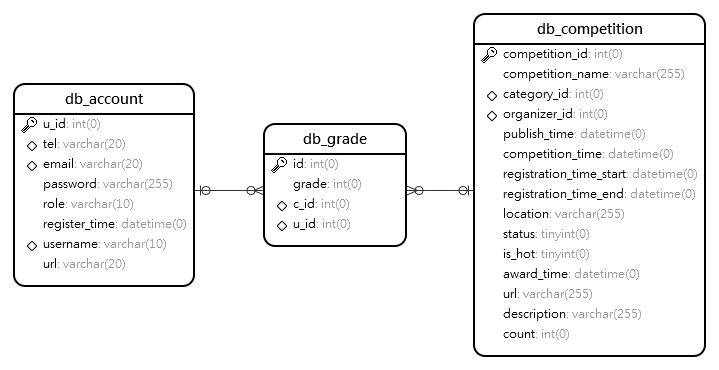 db_account
u_id: int(0)
tel: varchar(20)
email: varchar(20)
password: varchar(255)
role: varchar(10)
register_time: datetime(0)
username: varchar(10)
url: varchar(20)
db_grade
id: int(0)
grade: int(0)
c_id: int(0)
u_id: int(0)
db_competition
competition_id: int(0)
competition_name: varchar(255)
category_id: int(0)
organizer_id: int(0)
publish_time: datetime(0)
competition_time: datetime(0)
registration_time_start: datetime(0)
registration_time_end: datetime(0)
location: varchar(255)
status: tinyint(0)
is_hot: tinyint(0)
award_time: datetime(0)
url: varchar(255)
description: varchar(255)
count: int(0)